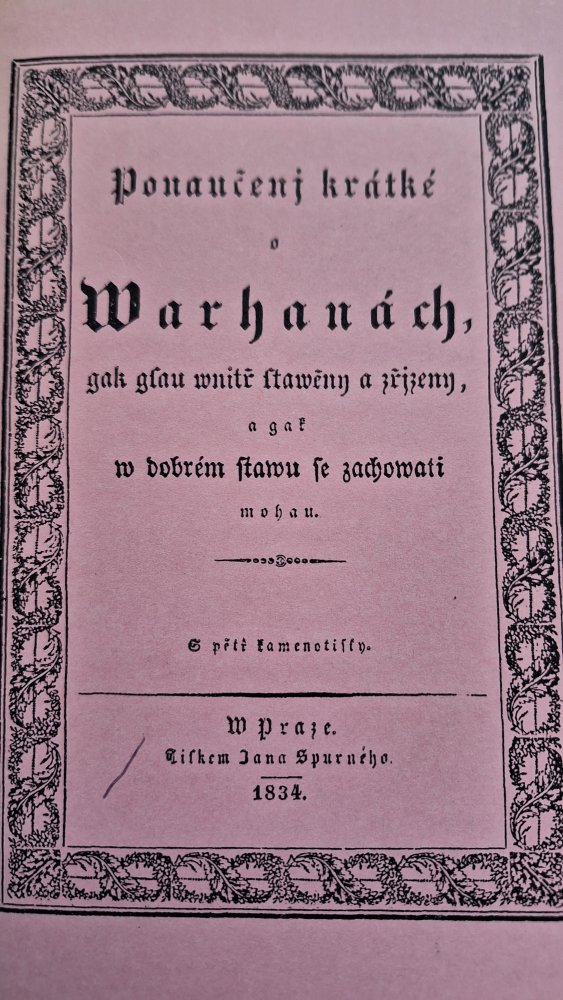 Ponaučenj krátké
o
Warhanách,
gak gſau wnitř ſtawěny a zřjzeny,
a gak
w dobrém ſtawu ſe zachowati
mohau.
S pěti kamenotiſky.
W Praze.
Tiſkem Jana Spurného.
1834.